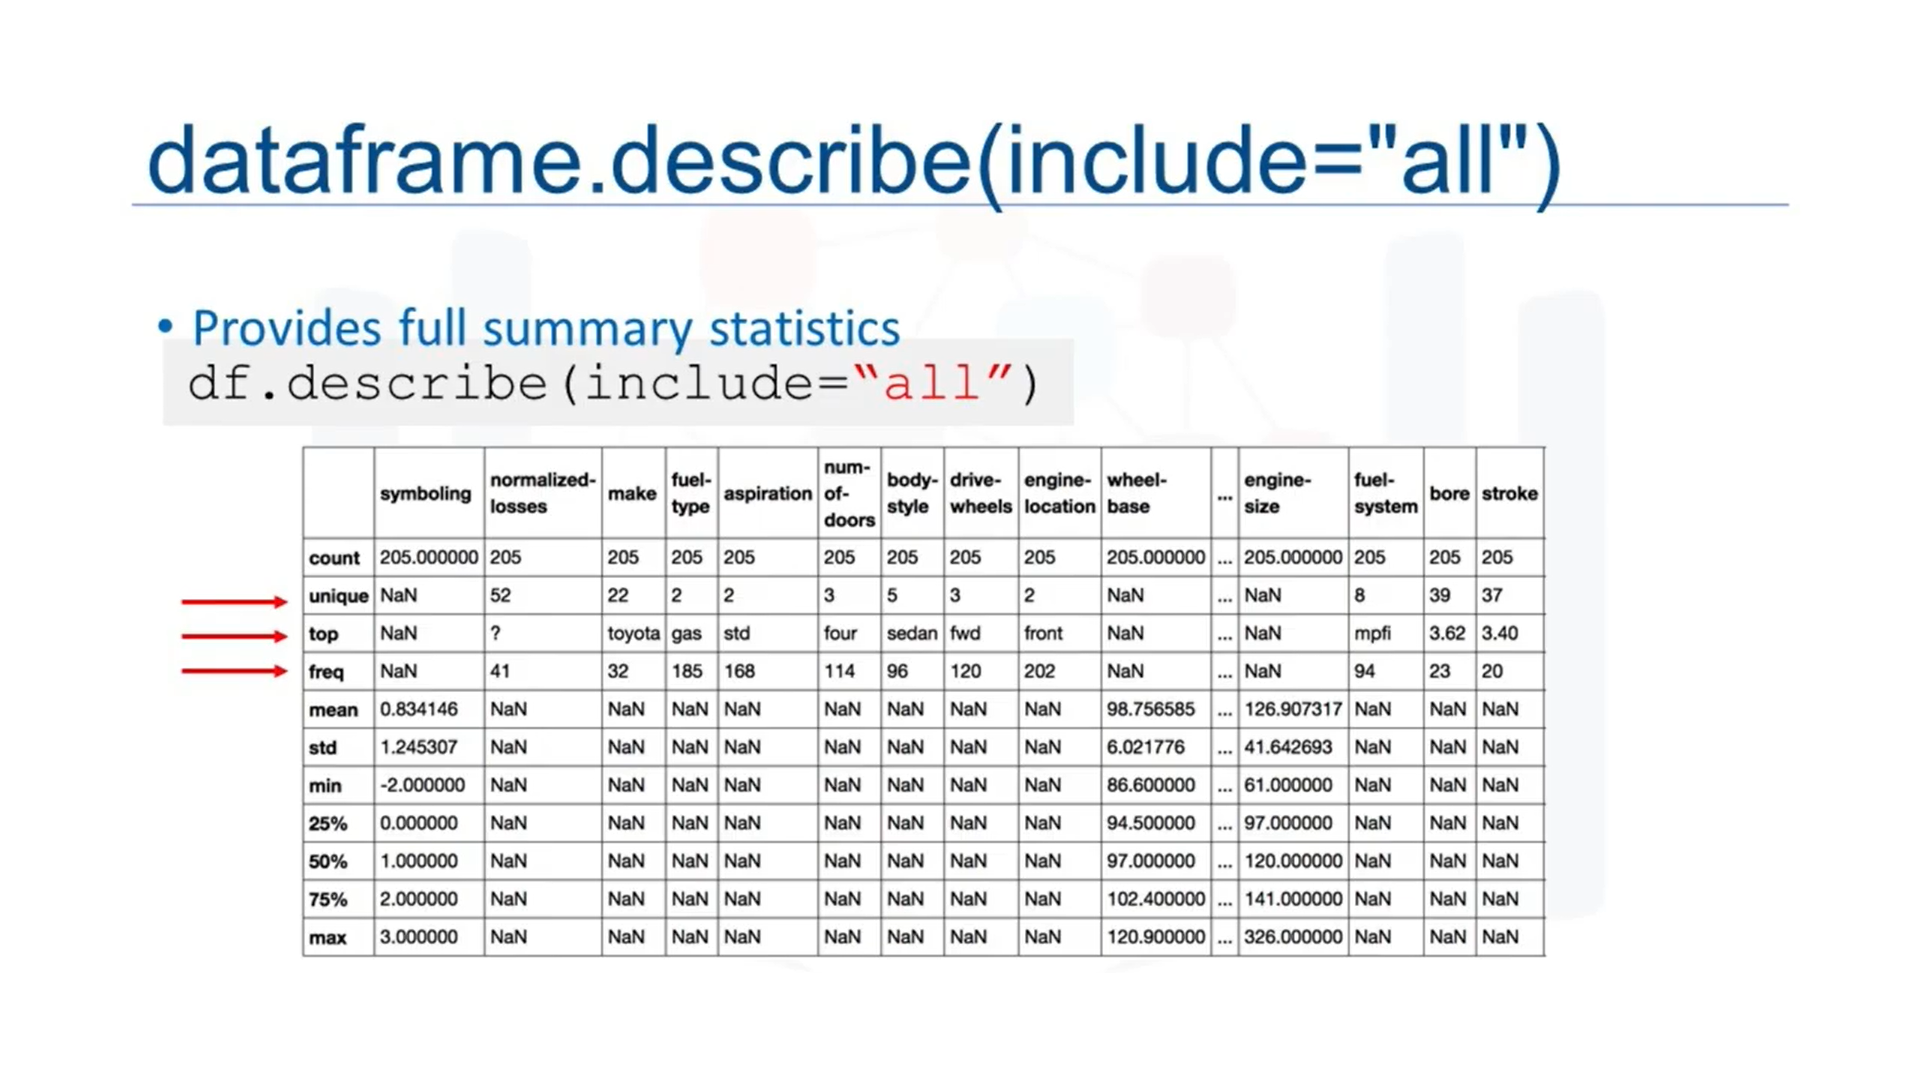 dataframe.describe(include="all")
• Provides full summary statistics
df.describe(include=“all”)
symboling normalized-losses make fuel-type aspiration num-of-doors body-style drive-wheels engine-location wheel-base ... engine-size fuel-system bore stroke
count 205.000000 205 205 205 205 205 205 205 205 205.000000 ... 205.000000 205 205 205
unique NaN 52 22 2 2 3 5 3 2 NaN ... NaN 8 39 37
top NaN ? toyota gas std four sedan fwd front NaN ... NaN mpfi 3.62 3.40
freq NaN 41 32 185 168 114 96 120 202 NaN ... NaN 94 23 20
mean 0.834146 NaN NaN NaN NaN NaN NaN NaN NaN 98.756585 ... 126.907317 NaN NaN NaN
std 1.245307 NaN NaN NaN NaN NaN NaN NaN NaN 6.021776 ... 41.642693 NaN NaN NaN
min -2.000000 NaN NaN NaN NaN NaN NaN NaN NaN 86.600000 ... 61.000000 NaN NaN NaN
25% 0.000000 NaN NaN NaN NaN NaN NaN NaN NaN 94.500000 ... 97.000000 NaN NaN NaN
50% 1.000000 NaN NaN NaN NaN NaN NaN NaN NaN 97.000000 ... 120.000000 NaN NaN NaN
75% 2.000000 NaN NaN NaN NaN NaN NaN NaN NaN 102.400000 ... 141.000000 NaN NaN NaN
max 3.000000 NaN NaN NaN NaN NaN NaN NaN NaN 120.900000 ... 326.000000 NaN NaN NaN